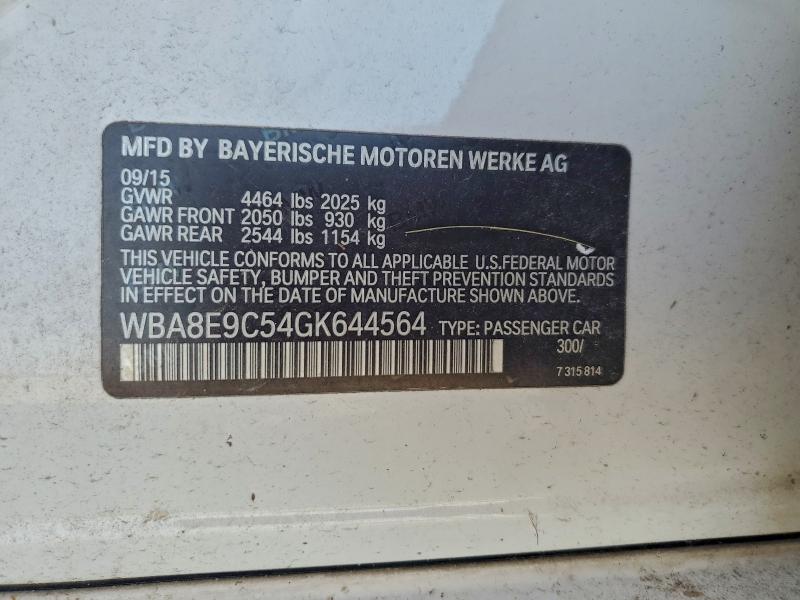 MFD BY BAYERISCHE MOTOREN WERKE AG
09/15
GVWR 4464 lbs 2025 kg
GAWR FRONT 2050 lbs 930 kg
GAWR REAR 2544 lbs 1154 kg
THIS VEHICLE CONFORMS TO ALL APPLICABLE U.S.FEDERAL MOTOR
VEHICLE SAFETY, BUMPER AND THEFT PREVENTION STANDARDS
IN EFFECT ON THE DATE OF MANUFACTURE SHOWN ABOVE.
WBA8E9C54GK644564 TYPE: PASSENGER CAR
300/
7 315 814